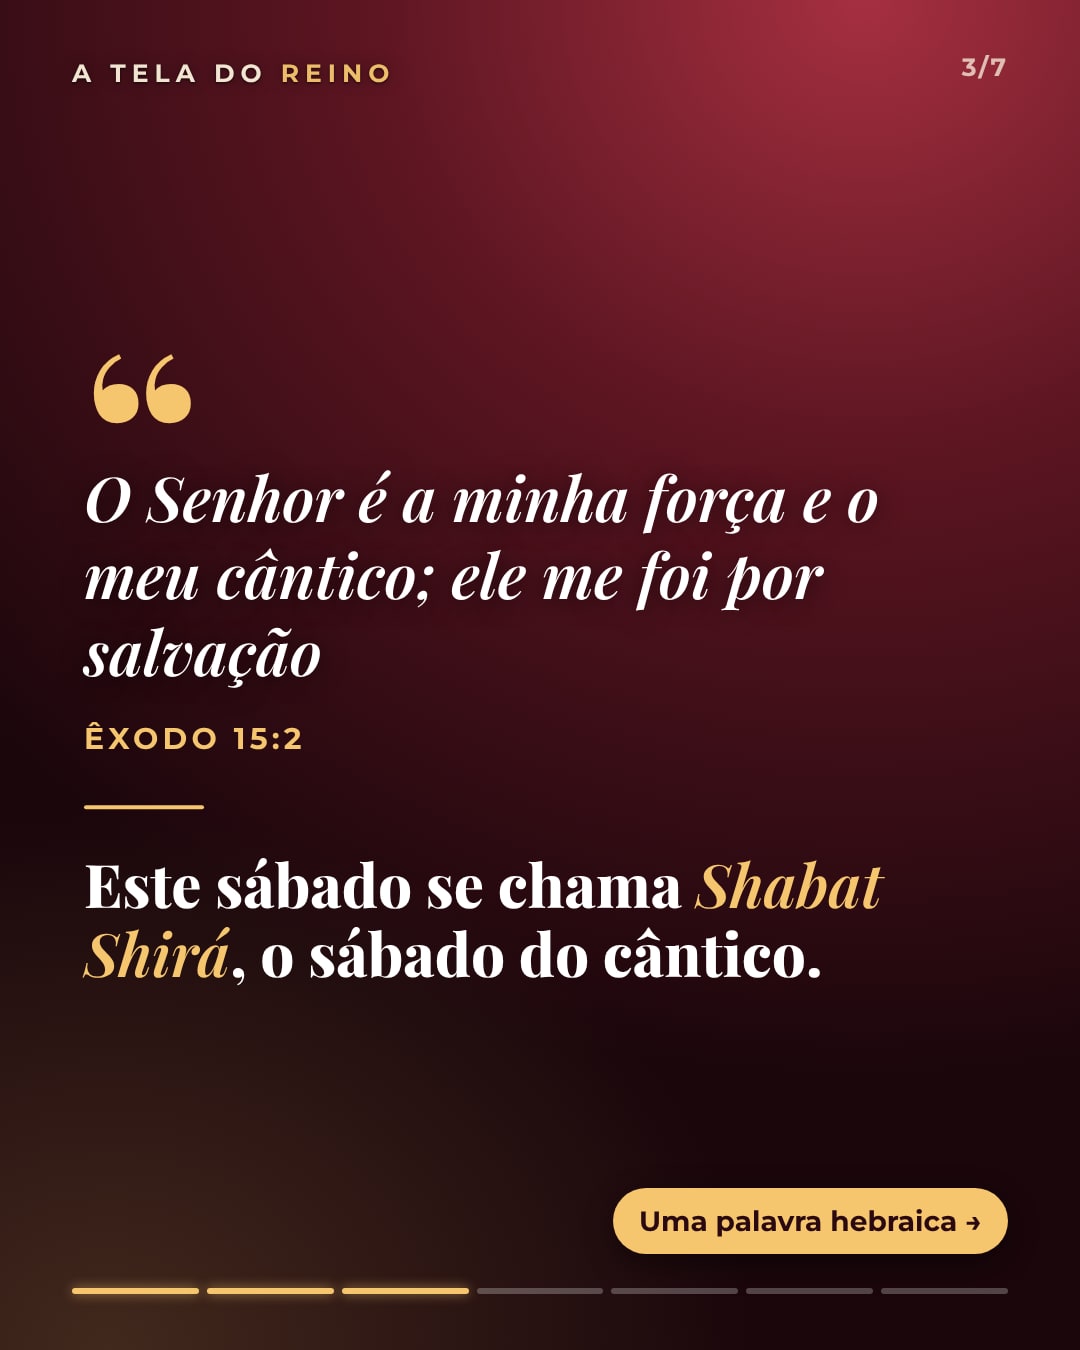 A TELA DO REINO
3/7
“
O Senhor é a minha força e o
meu cântico; ele me foi por
salvação
ÊXODO 15:2
Este sábado se chama Shabat
Shirá, o sábado do cântico.
Uma palavra hebraica →